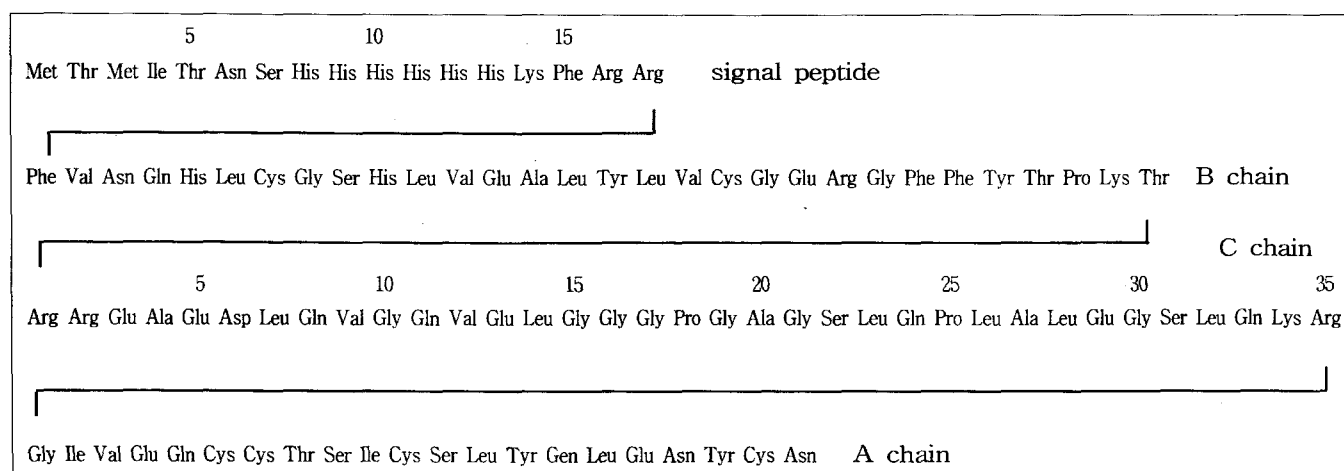 5 10 15
Met Thr Met Ile Thr Asn Ser His His His His His His Lys Phe Arg Arg signal peptide
Phe Val Asn Gln His Leu Cys Gly Ser His Leu Val Glu Ala Leu Tyr Leu Val Cys Gly Glu Arg Gly Phe Phe Tyr Thr Pro Lys Thr B chain
C chain
5 10 15 20 25 30 35
Arg Arg Glu Ala Glu Asp Leu Gln Val Gly Gln Val Glu Leu Gly Gly Gly Pro Gly Ala Gly Ser Leu Gln Pro Leu Ala Leu Glu Gly Ser Leu Gln Lys Arg
Gly Ile Val Glu Gln Cys Cys Thr Ser Ile Cys Ser Leu Tyr Gen Leu Glu Asn Tyr Cys Asn A chain